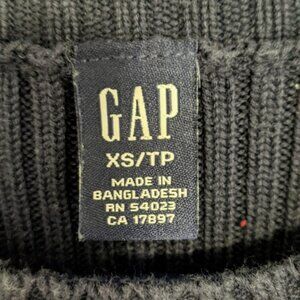 GAP
XS/TP
MADE IN
BANGLADESH
RN 54023
CA 17897